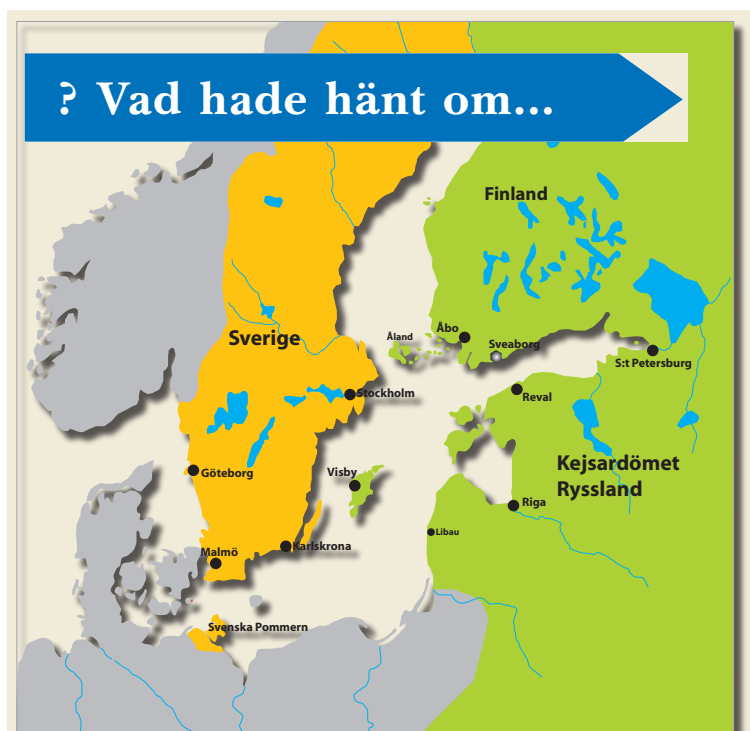 ? Vad hade hänt om...
Finland
Åland
Åbo
Sveaborg
Sverige
S:t Petersburg
Stockholm
Reval
Visby
Göteborg
Kejsardömet
Ryssland
Riga
Libau
Malmö
Karlskrona
Svenska Pommern